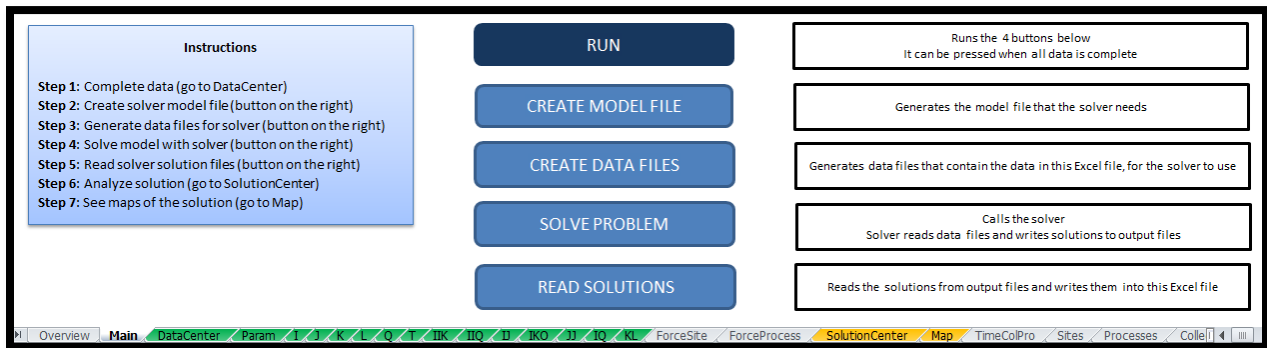 Instructions
Step 1: Complete data (go to DataCenter)
Step 2: Create solver model file (button on the right)
Step 3: Generate data files for solver (button on the right)
Step 4: Solve model with solver (button on the right)
Step 5: Read solver solution files (button on the right)
Step 6: Analyze solution (go to SolutionCenter)
Step 7: See maps of the solution (go to Map)
RUN
Runs the 4 buttons below
It can be pressed when all data is complete
CREATE MODEL FILE
Generates the model file that the solver needs
CREATE DATA FILES
Generates data files that contain the data in this Excel file, for the solver to use
SOLVE PROBLEM
Calls the solver
Solver reads data files and writes solutions to output files
READ SOLUTIONS
Reads the solutions from output files and writes them into this Excel file
Overview Main DataCenter Param I J K L Q T IIK IIQ IJ IKO JJ IQ KL ForceSite ForceProcess SolutionCenter Map TimeColPro Sites Processes Colle